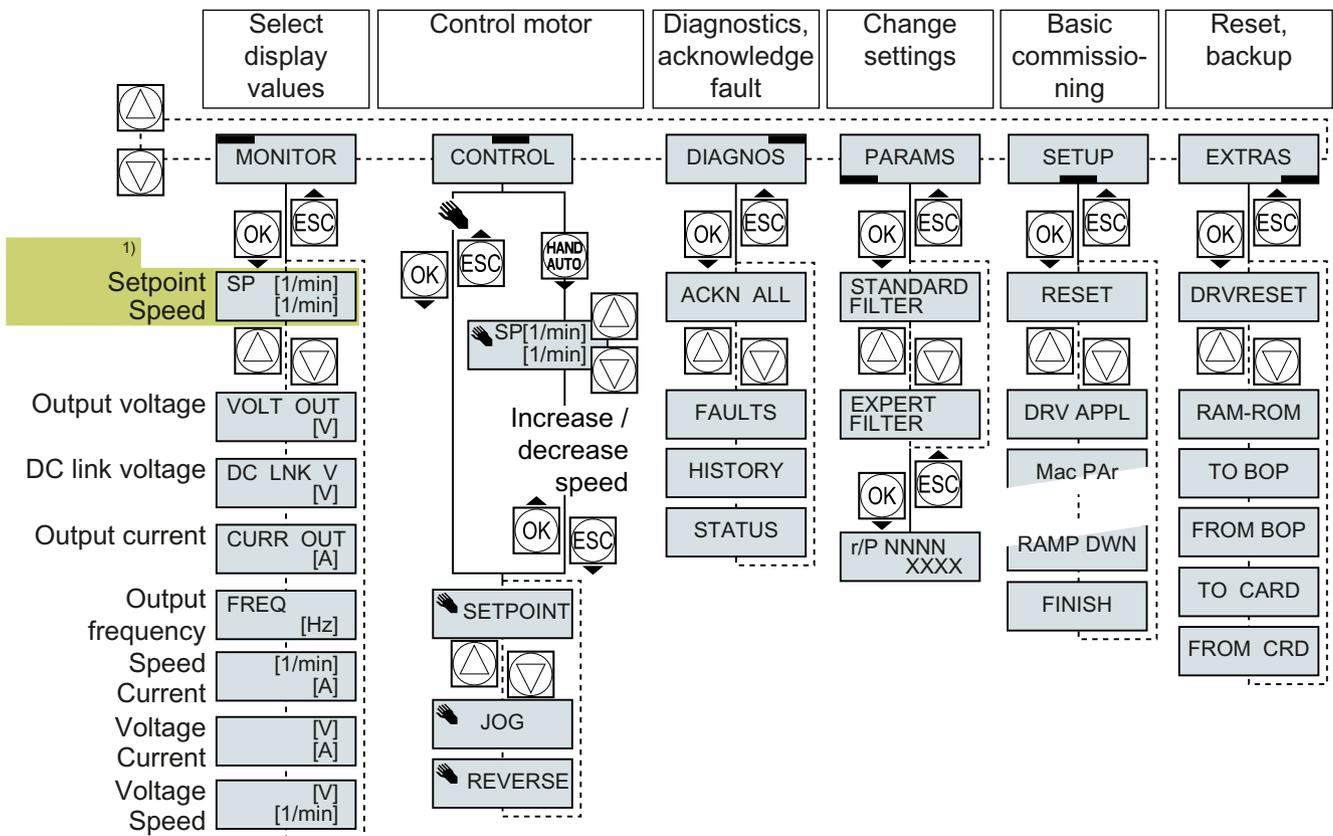 Select
display
values
Control motor
Diagnostics,
acknowledge
fault
Change
settings
Basic
commissio-
ning
Reset,
backup
MONITOR
CONTROL
DIAGNOS
PARAMS
SETUP
EXTRAS
OK
ESC
1)
Setpoint
Speed
SP [1/min]
[1/min]
Output voltage
VOLT OUT
[V]
DC link voltage
DC LNK V
[V]
Output current
CURR OUT
[A]
Output
frequency
FREQ
[Hz]
Speed
Current
[1/min]
[A]
Voltage
Current
[V]
[A]
Voltage
Speed
[V]
[1/min]
OK
ESC
HAND
AUTO
SP[1/min]
[1/min]
Increase /
decrease
speed
OK
ESC
SETPOINT
JOG
REVERSE
OK
ESC
ACKN ALL
FAULTS
HISTORY
STATUS
OK
ESC
STANDARD
FILTER
EXPERT
FILTER
OK
ESC
r/P NNNN
XXXX
OK
ESC
RESET
DRV APPL
Mac PAr
RAMP DWN
FINISH
OK
ESC
DRVRESET
RAM-ROM
TO BOP
FROM BOP
TO CARD
FROM CRD